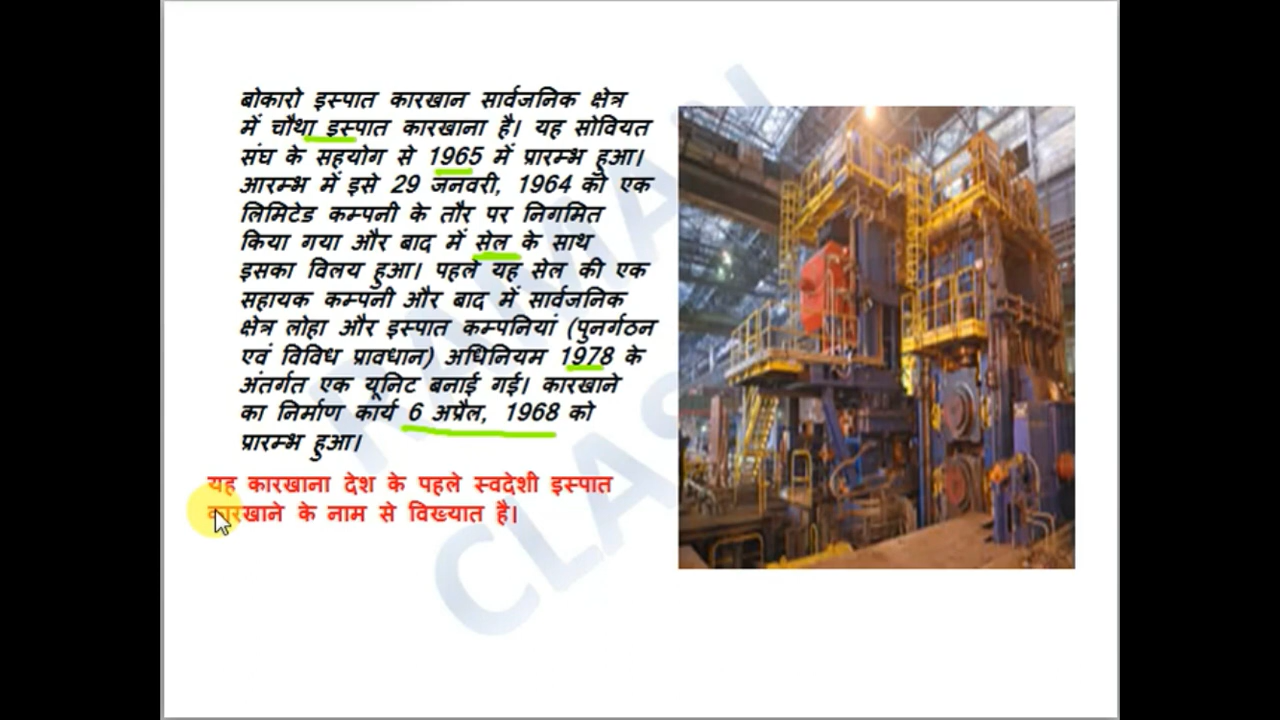 बोकारो इस्पात कारखान सार्वजनिक क्षेत्र
में चौथा इस्पात कारखाना है। यह सोवियत
संघ के सहयोग से 1965 में प्रारम्भ हुआ।
आरम्भ में इसे 29 जनवरी, 1964 को एक
लिमिटेड कम्पनी के तौर पर निगमित
किया गया और बाद में सेल के साथ
इसका विलय हुआ। पहले यह सेल की एक
सहायक कम्पनी और बाद में सार्वजनिक
क्षेत्र लोहा और इस्पात कम्पनियां (पुनर्गठन
एवं विविध प्रावधान) अधिनियम 1978 के
अंतर्गत एक यूनिट बनाई गई। कारखाने
का निर्माण कार्य 6 अप्रैल, 1968 को
प्रारम्भ हुआ।
यह कारखाना देश के पहले स्वदेशी इस्पात
कारखाने के नाम से विख्यात है।